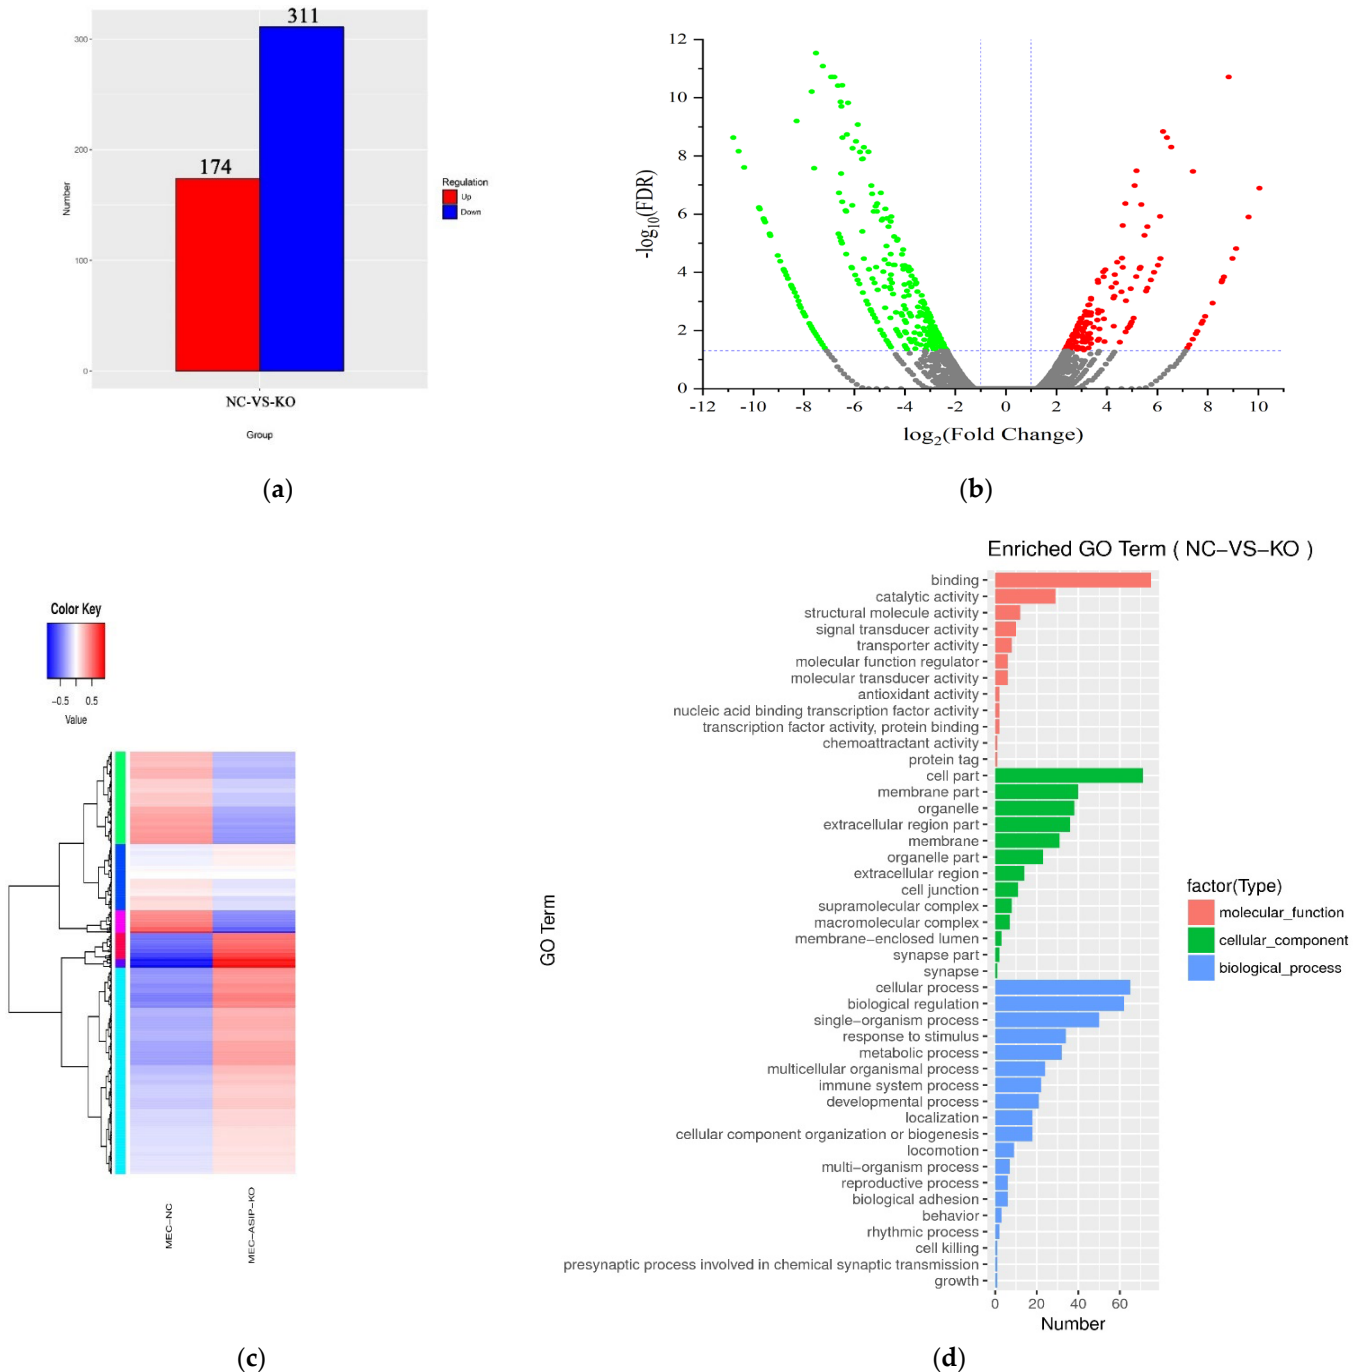 311
300
174
200
100
0
Number
Regulation
Up
Down
NC-VS-KO
Group
(a)
12
10
8
6
4
2
0
-log10(FDR)
-12 -10 -8 -6 -4 -2 0 2 4 6 8 10
log2(Fold Change)
(b)
Color Key
−0.5 0.5
Value
MEC−NC
MEC−ASIP−KO
(c)
Enriched GO Term ( NC−VS−KO )
binding
catalytic activity
structural molecule activity
signal transducer activity
transporter activity
molecular function regulator
molecular transducer activity
antioxidant activity
nucleic acid binding transcription factor activity
transcription factor activity, protein binding
chemoattractant activity
protein tag
cell part
membrane part
organelle
extracellular region part
membrane
organelle part
extracellular region
cell junction
supramolecular complex
macromolecular complex
membrane−enclosed lumen
synapse part
synapse
cellular process
biological regulation
single−organism process
response to stimulus
metabolic process
multicellular organismal process
immune system process
developmental process
localization
cellular component organization or biogenesis
locomotion
multi−organism process
reproductive process
biological adhesion
behavior
rhythmic process
cell killing
presynaptic process involved in chemical synaptic transmission
growth
GO Term
0 20 40 60
Number
factor(Type)
molecular_function
cellular_component
biological_process
(d)